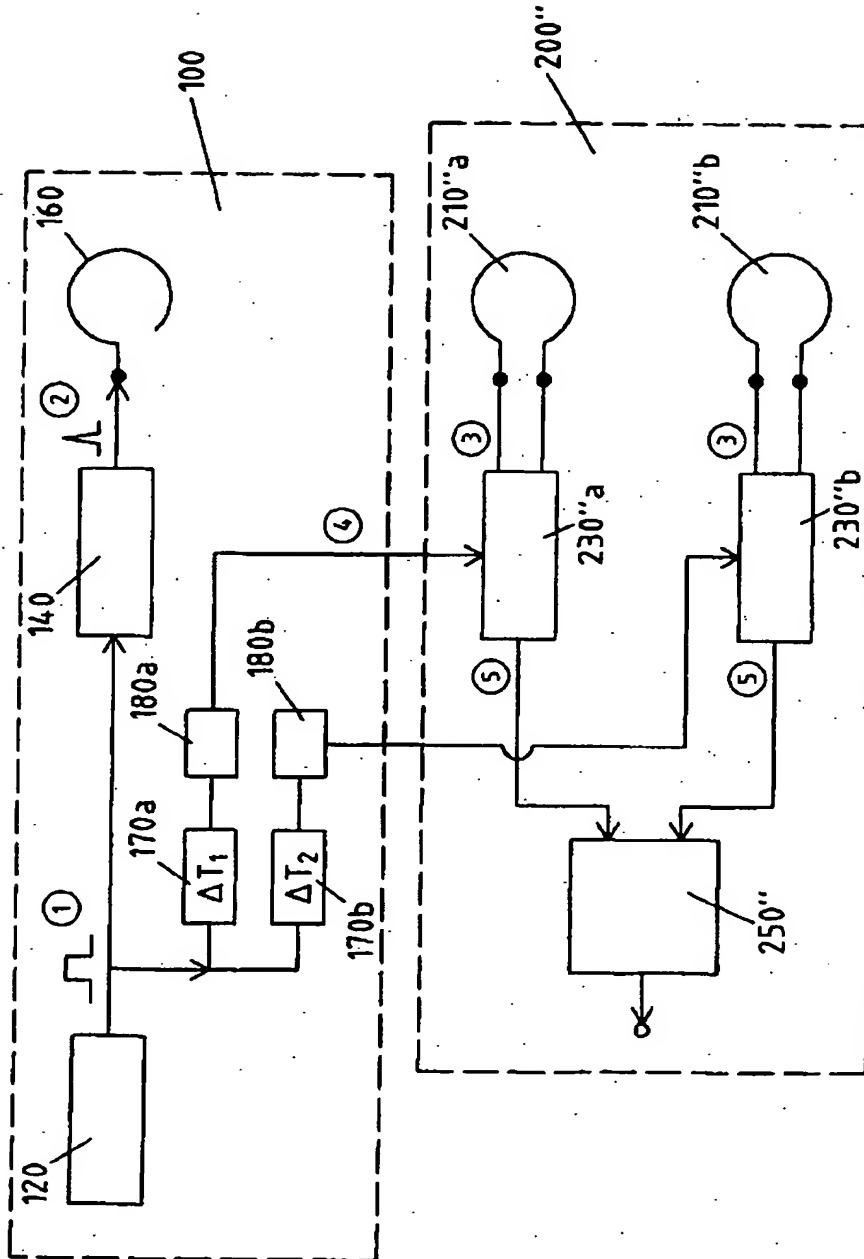 100
160
②
140
①
120
180a
170a
ΔT₁
180b
ΔT₂
170b
④
200"
210"a
③
230"a
⑤
210"b
③
230"b
⑤
250"